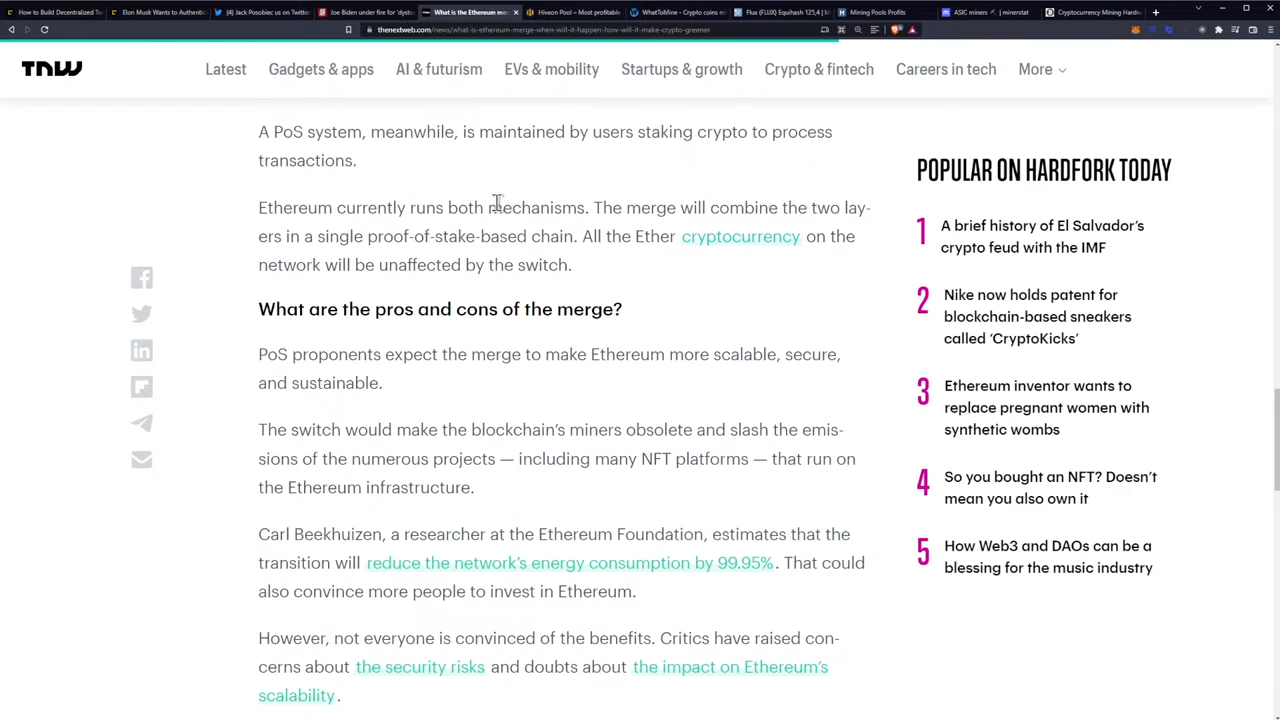 How to Build Decentralized Tw
Elon Musk Wants to Authentic
(4) Jack Posobiec us on Twitter
Joe Biden under fire for 'dysto
What is the Ethereum me
Hiveon Pool – Most profitable
WhatToMine - Crypto coins m
Flux (FLUX) Equihash 125,4 | M
Mining Pools Profits
ASIC miners | minerstat
Cryptocurrency Mining Hardw
thenextweb.com/news/what-is-ethereum-merge-when-will-it-happen-how-will-it-make-crypto-greener
TNW
Latest
Gadgets & apps
AI & futurism
EVs & mobility
Startups & growth
Crypto & fintech
Careers in tech
More
A PoS system, meanwhile, is maintained by users staking crypto to process
transactions.
Ethereum currently runs both mechanisms. The merge will combine the two lay-
ers in a single proof-of-stake-based chain. All the Ether cryptocurrency on the
network will be unaffected by the switch.
What are the pros and cons of the merge?
PoS proponents expect the merge to make Ethereum more scalable, secure,
and sustainable.
The switch would make the blockchain's miners obsolete and slash the emis-
sions of the numerous projects — including many NFT platforms — that run on
the Ethereum infrastructure.
Carl Beekhuizen, a researcher at the Ethereum Foundation, estimates that the
transition will reduce the network's energy consumption by 99.95%. That could
also convince more people to invest in Ethereum.
However, not everyone is convinced of the benefits. Critics have raised con-
cerns about the security risks and doubts about the impact on Ethereum's
scalability.
POPULAR ON HARDFORK TODAY
1 A brief history of El Salvador's
crypto feud with the IMF
2 Nike now holds patent for
blockchain-based sneakers
called 'CryptoKicks'
3 Ethereum inventor wants to
replace pregnant women with
synthetic wombs
4 So you bought an NFT? Doesn't
mean you also own it
5 How Web3 and DAOs can be a
blessing for the music industry